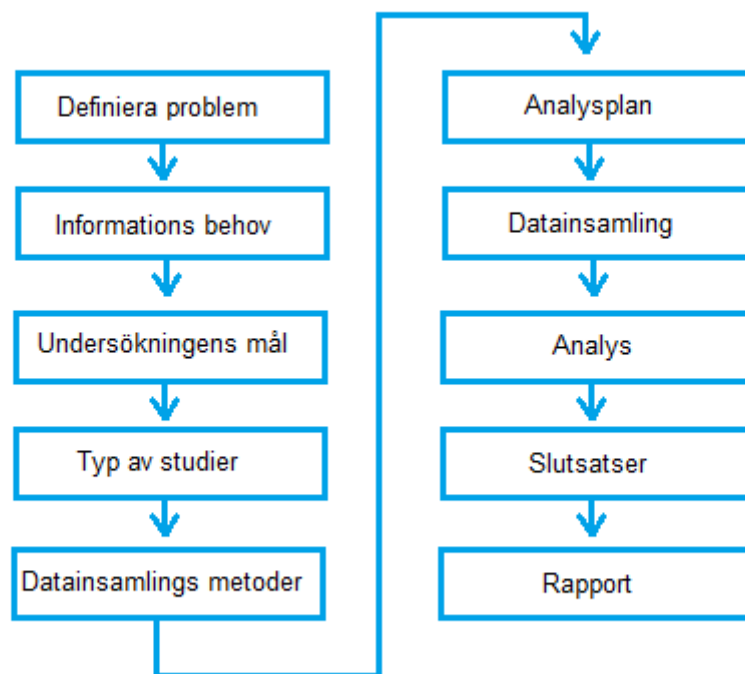 Definiera problem
Informations behov
Undersökningens mål
Typ av studier
Datainsamlings metoder
Analysplan
Datainsamling
Analys
Slutsatser
Rapport